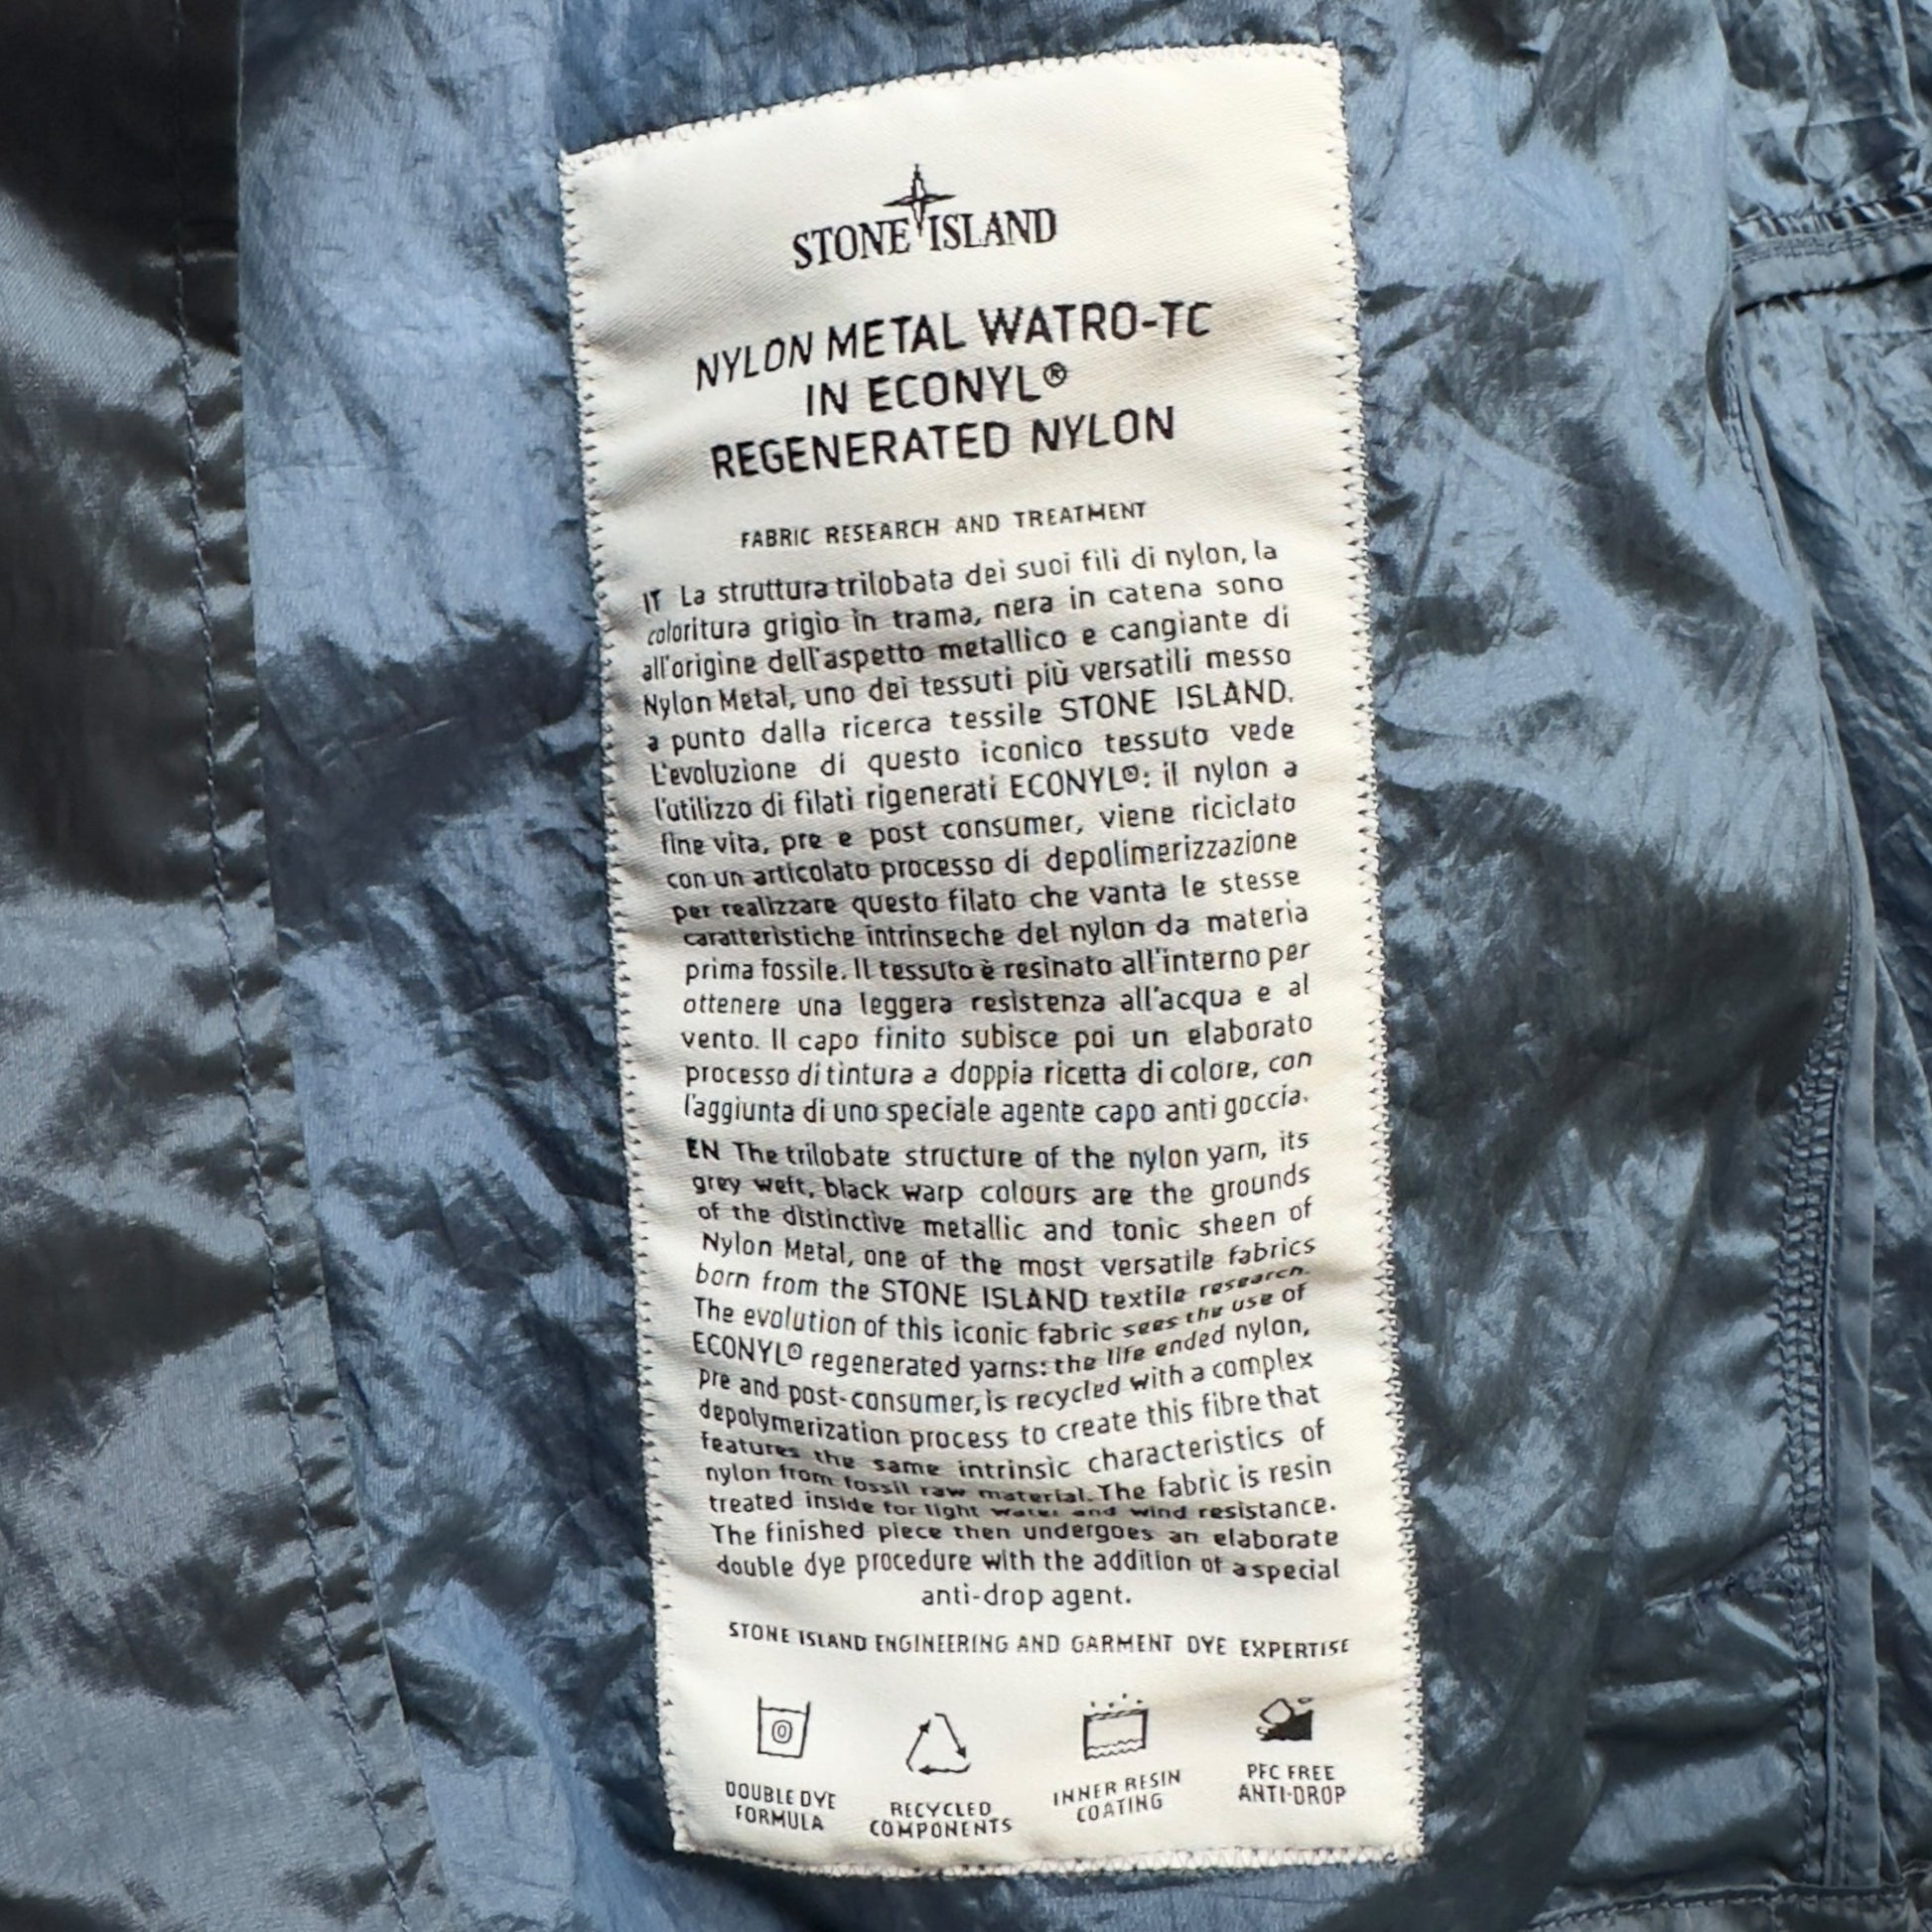 STONE ISLAND
NYLON METAL WATRO-TC
IN ECONYL®
REGENERATED NYLON
FABRIC RESEARCH AND TREATMENT
IT La struttura trilobata dei suoi fili di nylon, la
coloritura grigio in trama, nera in catena sono
all'origine dell'aspetto metallico e cangiante di
Nylon Metal, uno dei tessuti più versatili messo
a punto dalla ricerca tessile STONE ISLAND.
L'evoluzione di questo iconico tessuto vede
l'utilizzo di filati rigenerati ECONYL®: il nylon a
fine vita, pre e post consumer, viene riciclato
con un articolato processo di depolimerizzazione
per realizzare questo filato che vanta le stesse
caratteristiche intrinseche del nylon da materia
prima fossile. Il tessuto è resinato all'interno per
ottenere una leggera resistenza all'acqua e al
vento. Il capo finito subisce poi un elaborato
processo di tintura a doppia ricetta di colore, con
l'aggiunta di uno speciale agente capo anti goccia.
EN The trilobate structure of the nylon yarn, its
grey weft, black warp colours are the grounds
of the distinctive metallic and tonic sheen of
Nylon Metal, one of the most versatile fabrics
born from the STONE ISLAND textile research.
The evolution of this iconic fabric sees the use of
ECONYL® regenerated yarns: the life ended nylon,
pre and post-consumer, is recycled with a complex
depolymerization process to create this fibre that
features the same intrinsic characteristics of
nylon from fossil raw material. The fabric is resin
treated inside for light water and wind resistance.
The finished piece then undergoes an elaborate
double dye procedure with the addition of a special
anti-drop agent.
STONE ISLAND ENGINEERING AND GARMENT DYE EXPERTISE
DOUBLE DYE
FORMULA
RECYCLED
COMPONENTS
INNER RESIN
COATING
PFC FREE
ANTI-DROP